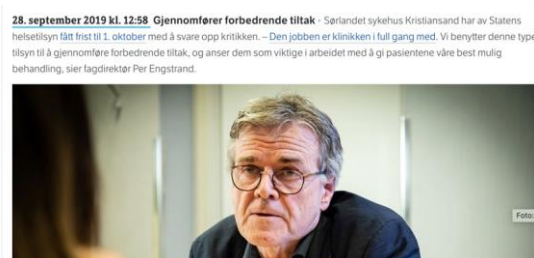 28. september 2019 kl. 12:58 Gjennomfører forbedrende tiltak - Sørlandet sykehus Kristiansand har av Statens
helsetilsyn fått frist til 1. oktober med å svare opp kritikken. – Den jobben er klinikken i full gang med. Vi benytter denne type
tilsyn til å gjennomføre forbedrende tiltak, og anser dem som viktige i arbeidet med å gi pasientene våre best mulig
behandling, sier fagdirektør Per Engstrand.
Foto: